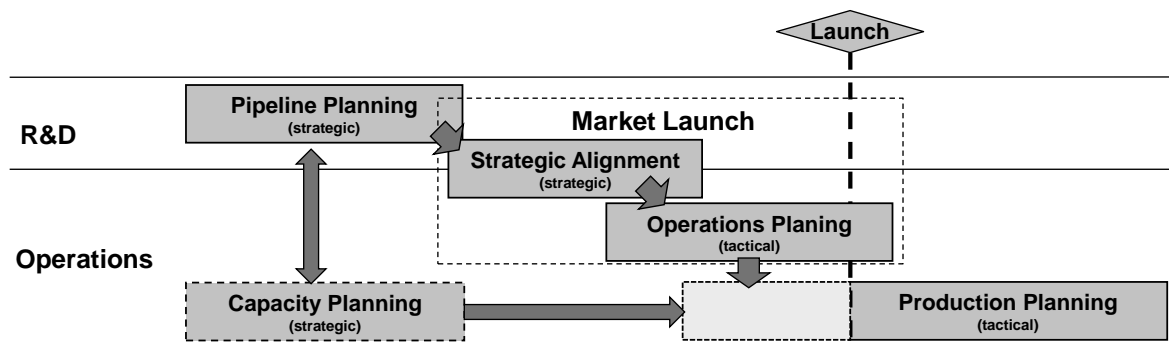 Launch
Pipeline Planning
(strategic)
R&D
Market Launch
Strategic Alignment
(strategic)
Operations Planing
(tactical)
Operations
Capacity Planning
(strategic)
Production Planning
(tactical)